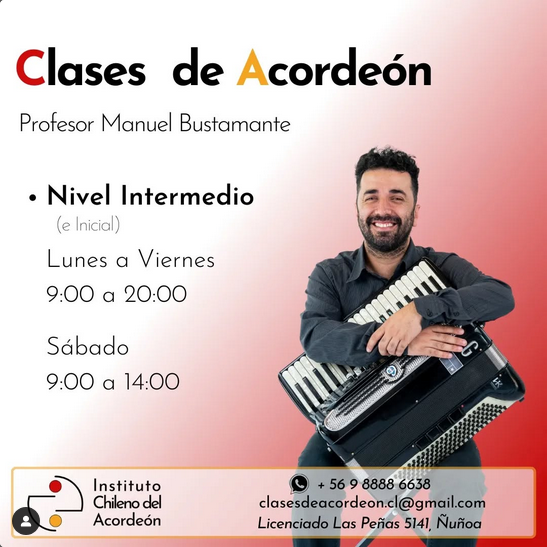 Clases de Acordeón
Profesor Manuel Bustamante
• Nivel Intermedio
(e Inicial)
Lunes a Viernes
9:00 a 20:00
Sábado
9:00 a 14:00
Instituto
Chileno del
Acordeón
+ 56 9 8888 6638
clasesdeacordeon.cl@gmail.com
Licenciado Las Peñas 5141, Ñuñoa